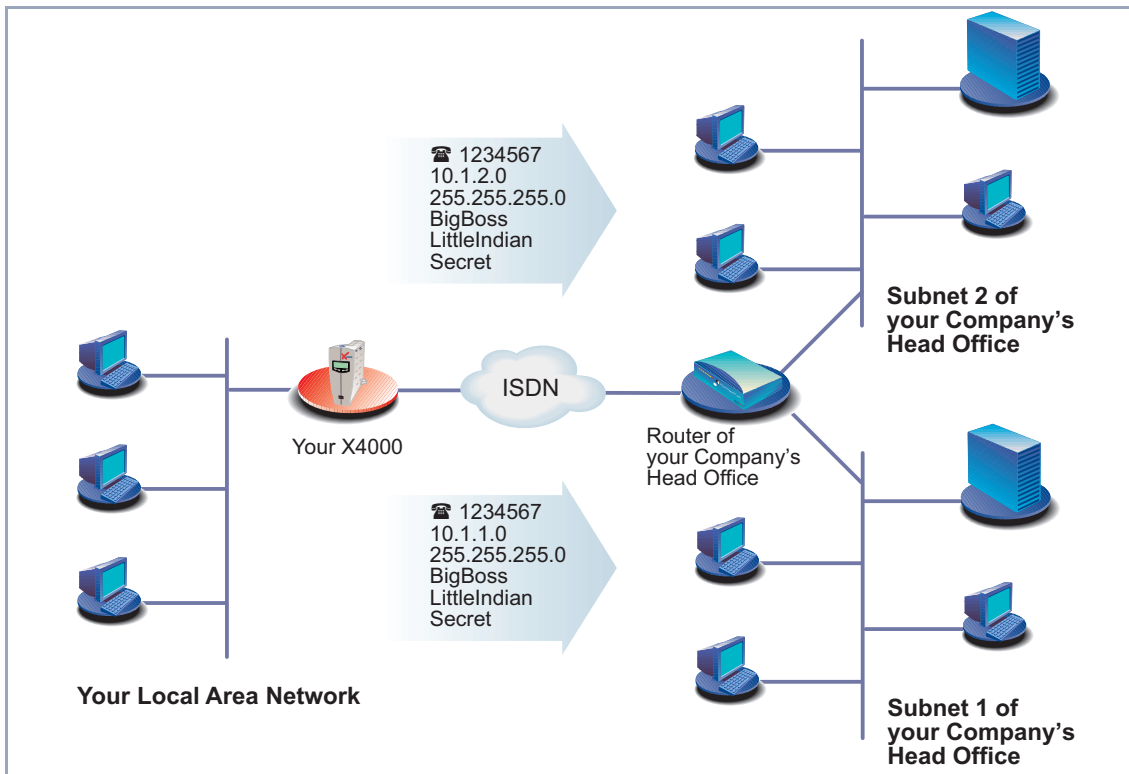 ☎ 1234567
10.1.2.0
255.255.255.0
BigBoss
LittleIndian
Secret
Subnet 2 of
your Company’s
Head Office
ISDN
Your X4000
Router of
your Company’s
Head Office
☎ 1234567
10.1.1.0
255.255.255.0
BigBoss
LittleIndian
Secret
Your Local Area Network
Subnet 1 of
your Company’s
Head Office